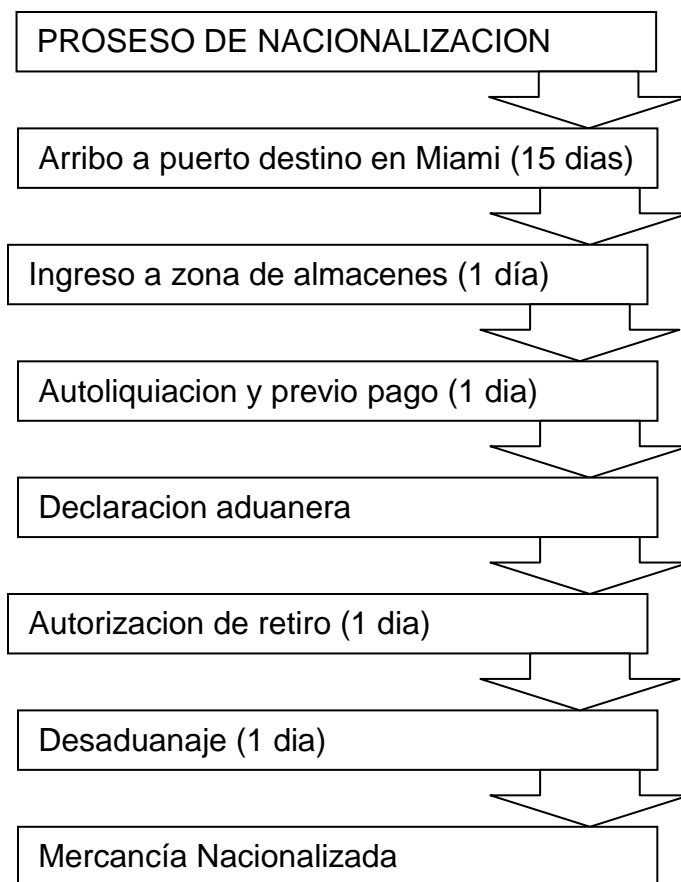 PROSESO DE NACIONALIZACION
Arribo a puerto destino en Miami (15 dias)
Ingreso a zona de almacenes (1 día)
Autoliquiacion y previo pago (1 dia)
Declaracion aduanera
Autorizacion de retiro (1 dia)
Desaduanaje (1 dia)
Mercancía Nacionalizada